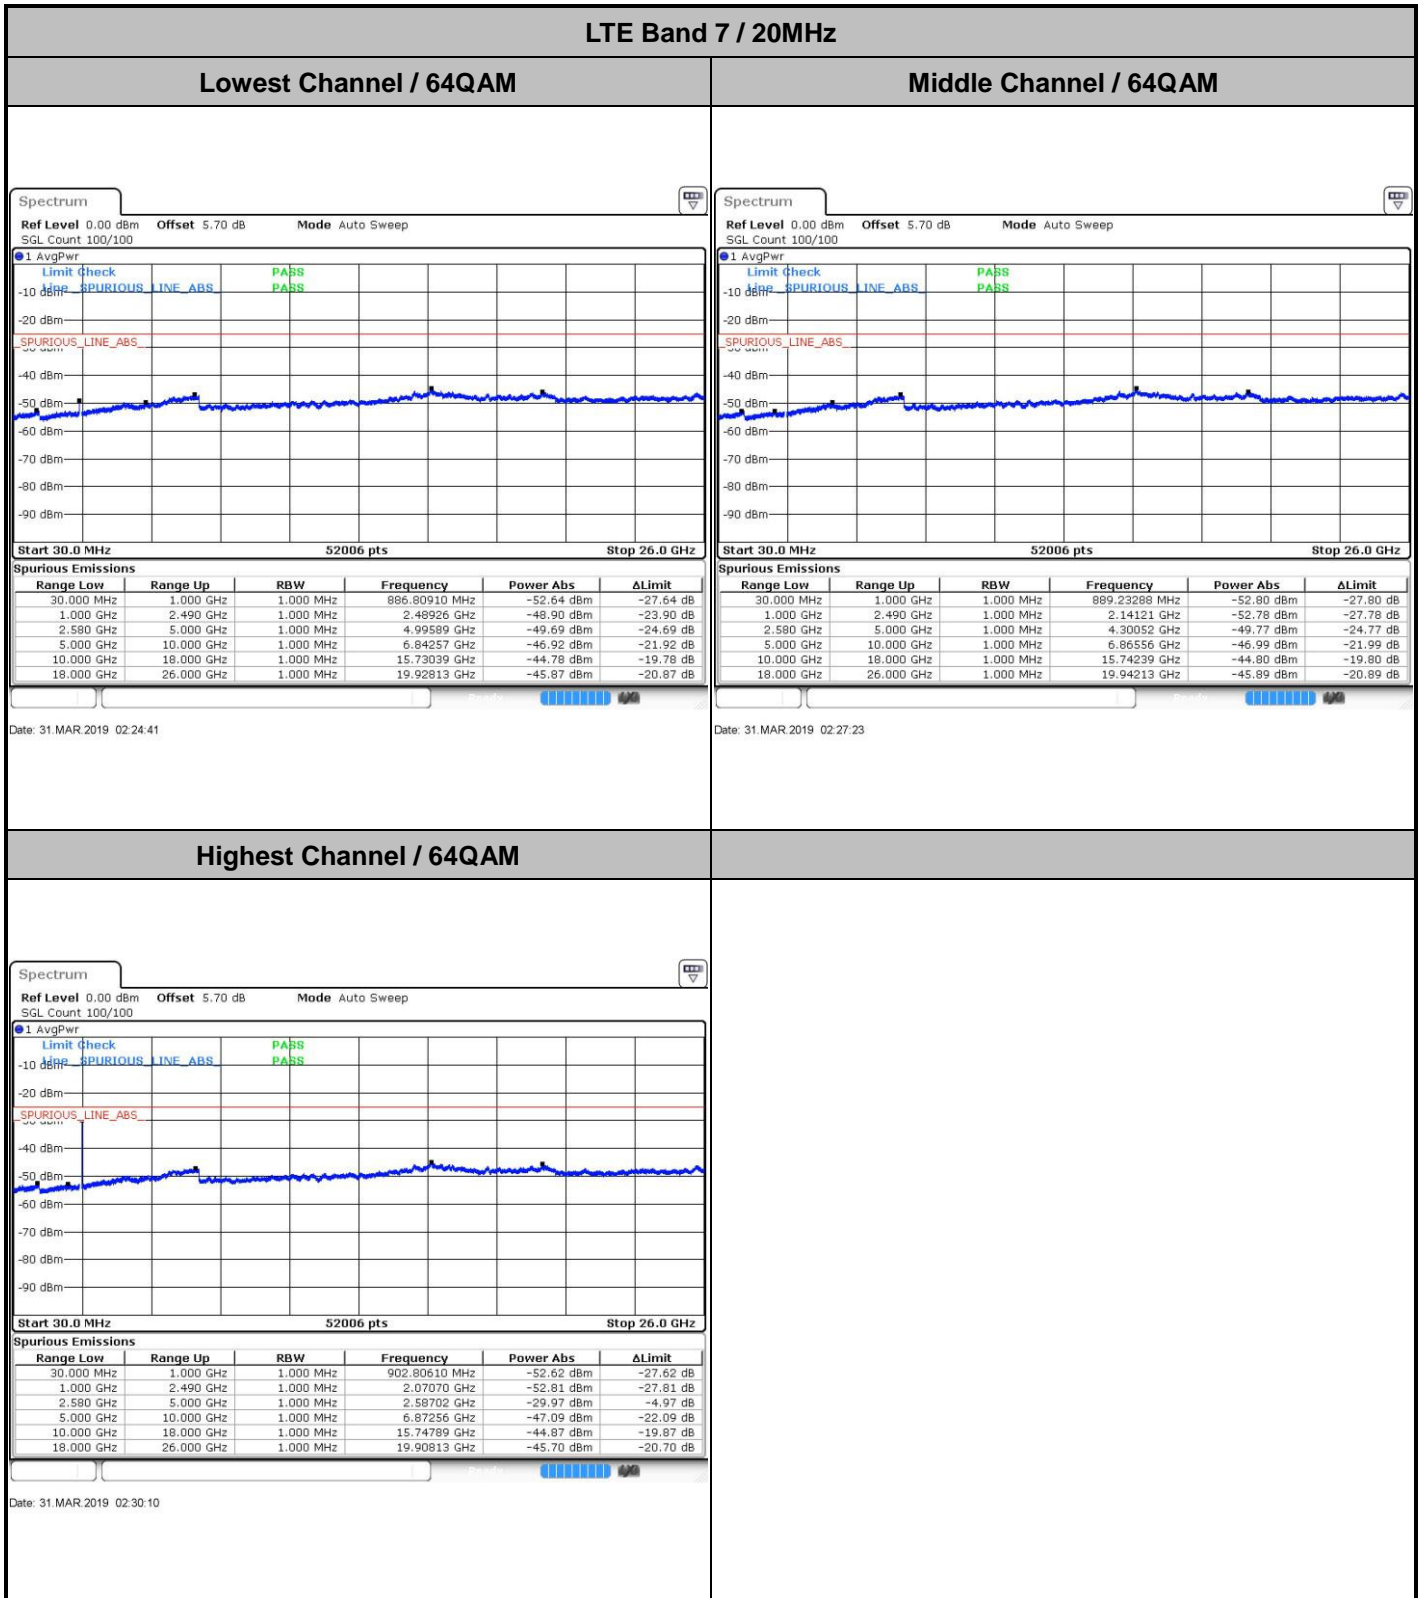 LTE Band 7 / 20MHz
Lowest Channel / 64QAM
Middle Channel / 64QAM
Spectrum
Ref Level 0.00 dBm Offset 5.70 dB Mode Auto Sweep
SGL Count 100/100
1 AvgPwr
Limit Check PASS
Line _SPURIOUS_LINE_ABS_ PASS
-10 dBm
-20 dBm
_SPURIOUS_LINE_ABS_
-30 dBm
-40 dBm
-50 dBm
-60 dBm
-70 dBm
-80 dBm
-90 dBm
Start 30.0 MHz 52006 pts Stop 26.0 GHz
Spurious Emissions
Range Low Range Up RBW Frequency Power Abs ΔLimit
30.000 MHz 1.000 GHz 1.000 MHz 886.80910 MHz -52.64 dBm -27.64 dB
1.000 GHz 2.490 GHz 1.000 MHz 2.48926 GHz -48.90 dBm -23.90 dB
2.580 GHz 5.000 GHz 1.000 MHz 4.99589 GHz -49.69 dBm -24.69 dB
5.000 GHz 10.000 GHz 1.000 MHz 6.84257 GHz -46.92 dBm -21.92 dB
10.000 GHz 18.000 GHz 1.000 MHz 15.73039 GHz -44.78 dBm -19.78 dB
18.000 GHz 26.000 GHz 1.000 MHz 19.92813 GHz -45.87 dBm -20.87 dB
Date: 31.MAR.2019 02:24:41
Spectrum
Ref Level 0.00 dBm Offset 5.70 dB Mode Auto Sweep
SGL Count 100/100
1 AvgPwr
Limit Check PASS
Line _SPURIOUS_LINE_ABS_ PASS
-10 dBm
-20 dBm
_SPURIOUS_LINE_ABS_
-30 dBm
-40 dBm
-50 dBm
-60 dBm
-70 dBm
-80 dBm
-90 dBm
Start 30.0 MHz 52006 pts Stop 26.0 GHz
Spurious Emissions
Range Low Range Up RBW Frequency Power Abs ΔLimit
30.000 MHz 1.000 GHz 1.000 MHz 889.23288 MHz -52.80 dBm -27.80 dB
1.000 GHz 2.490 GHz 1.000 MHz 2.14121 GHz -52.78 dBm -27.78 dB
2.580 GHz 5.000 GHz 1.000 MHz 4.30052 GHz -49.77 dBm -24.77 dB
5.000 GHz 10.000 GHz 1.000 MHz 6.86556 GHz -46.99 dBm -21.99 dB
10.000 GHz 18.000 GHz 1.000 MHz 15.74239 GHz -44.80 dBm -19.80 dB
18.000 GHz 26.000 GHz 1.000 MHz 19.94213 GHz -45.89 dBm -20.89 dB
Date: 31.MAR.2019 02:27:23
Highest Channel / 64QAM
Spectrum
Ref Level 0.00 dBm Offset 5.70 dB Mode Auto Sweep
SGL Count 100/100
1 AvgPwr
Limit Check PASS
Line _SPURIOUS_LINE_ABS_ PASS
-10 dBm
-20 dBm
_SPURIOUS_LINE_ABS_
-30 dBm
-40 dBm
-50 dBm
-60 dBm
-70 dBm
-80 dBm
-90 dBm
Start 30.0 MHz 52006 pts Stop 26.0 GHz
Spurious Emissions
Range Low Range Up RBW Frequency Power Abs ΔLimit
30.000 MHz 1.000 GHz 1.000 MHz 902.80610 MHz -52.62 dBm -27.62 dB
1.000 GHz 2.490 GHz 1.000 MHz 2.07070 GHz -52.81 dBm -27.81 dB
2.580 GHz 5.000 GHz 1.000 MHz 2.58702 GHz -29.97 dBm -4.97 dB
5.000 GHz 10.000 GHz 1.000 MHz 6.87256 GHz -47.09 dBm -22.09 dB
10.000 GHz 18.000 GHz 1.000 MHz 15.74789 GHz -44.87 dBm -19.87 dB
18.000 GHz 26.000 GHz 1.000 MHz 19.90813 GHz -45.70 dBm -20.70 dB
Date: 31.MAR.2019 02:30:10